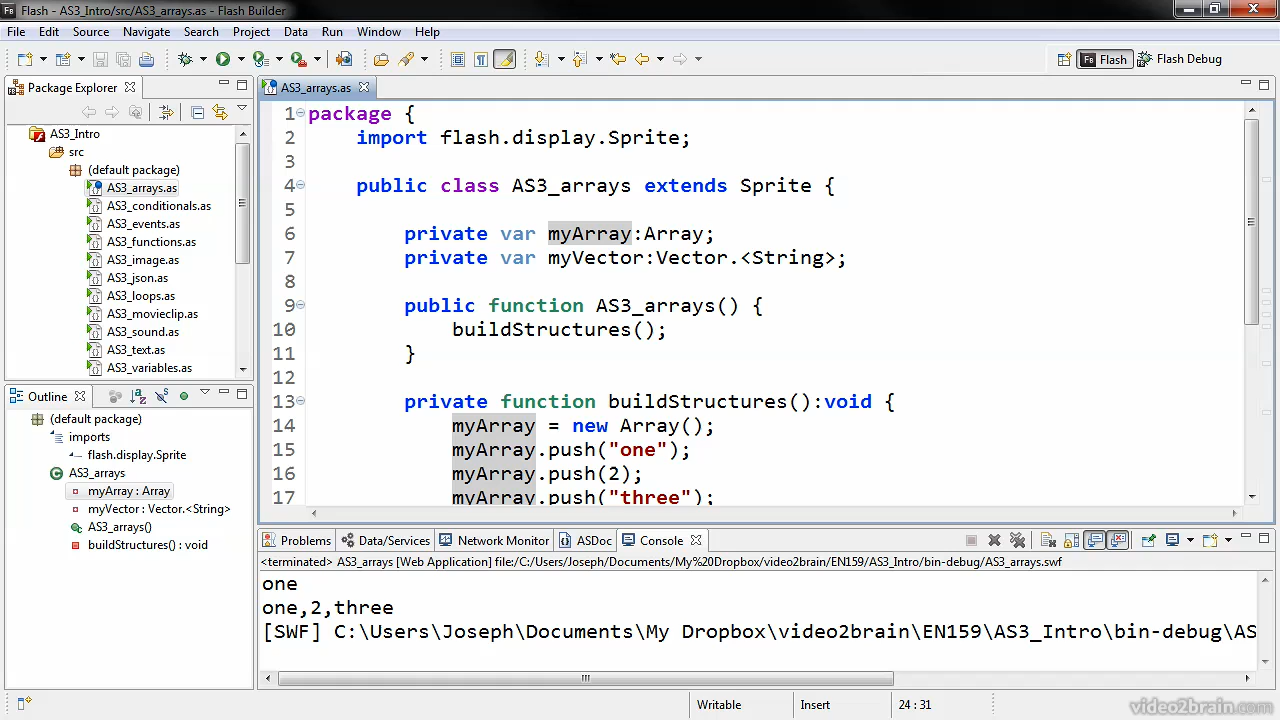 Flash - AS3_Intro/src/AS3_arrays.as - Flash Builder
File Edit Source Navigate Search Project Data Run Window Help
Flash Flash Debug
Package Explorer
AS3_Intro
src
(default package)
AS3_arrays.as
AS3_conditionals.as
AS3_events.as
AS3_functions.as
AS3_image.as
AS3_json.as
AS3_loops.as
AS3_movieclip.as
AS3_sound.as
AS3_text.as
AS3_variables.as
Outline
(default package)
imports
flash.display.Sprite
AS3_arrays
myArray : Array
myVector : Vector.<String>
AS3_arrays()
buildStructures() : void
AS3_arrays.as
1 package {
2 import flash.display.Sprite;
3
4 public class AS3_arrays extends Sprite {
5
6 private var myArray:Array;
7 private var myVector:Vector.<String>;
8
9 public function AS3_arrays() {
10 buildStructures();
11 }
12
13 private function buildStructures():void {
14 myArray = new Array();
15 myArray.push("one");
16 myArray.push(2);
17 myArray.push("three");
Problems Data/Services Network Monitor ASDoc Console
<terminated> AS3_arrays [Web Application] file:/C:/Users/Joseph/Documents/My%20Dropbox/video2brain/EN159/AS3_Intro/bin-debug/AS3_arrays.swf
one
one,2,three
[SWF] C:\Users\Joseph\Documents\My Dropbox\video2brain\EN159\AS3_Intro\bin-debug\AS
Writable Insert 24 : 31
video2brain.com